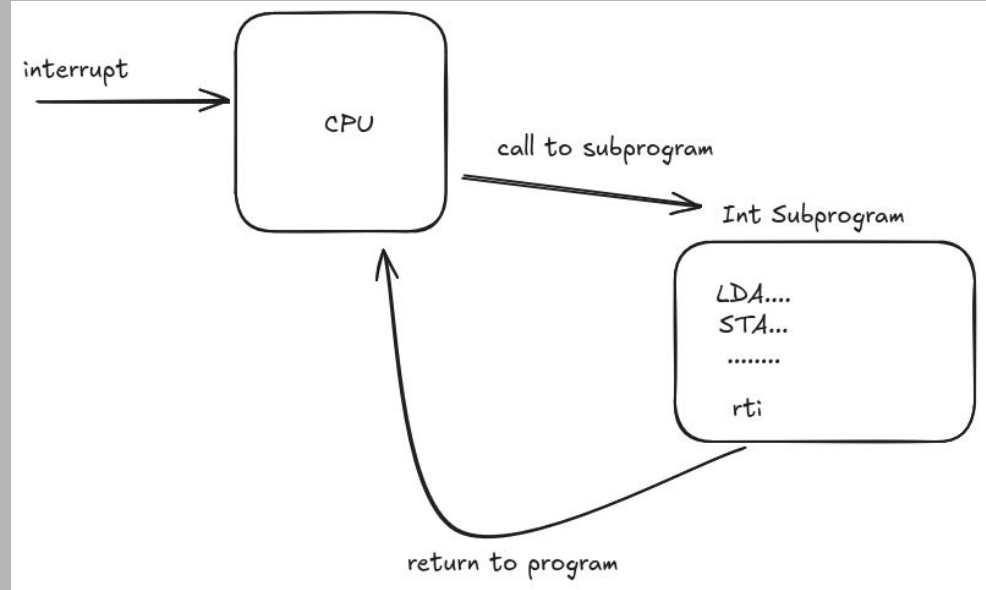 interrupt
CPU
call to subprogram
Int Subprogram
LDA....
STA...
........
rti
return to program